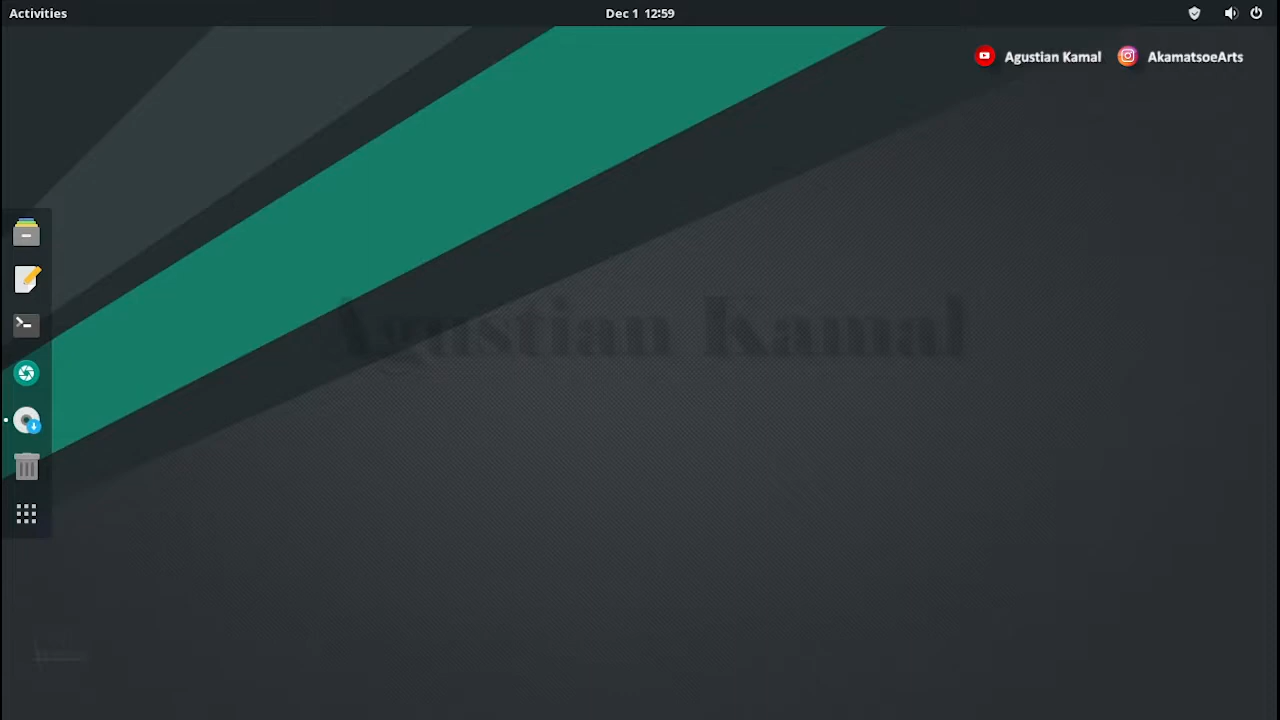 Activities
Dec 1 12:59
Agustian Kamal
AkamatsoeArts
Agustian Kamal